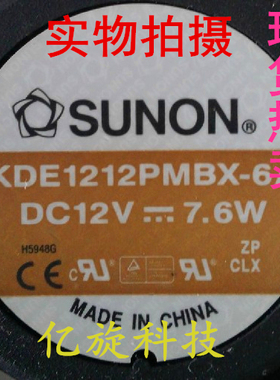 实物拍摄
SUNON®
KDE1212PMBX-6
DC12V ⎓ 7.6W
H5948G
ZP
CLX
MADE IN CHINA
亿旋科技